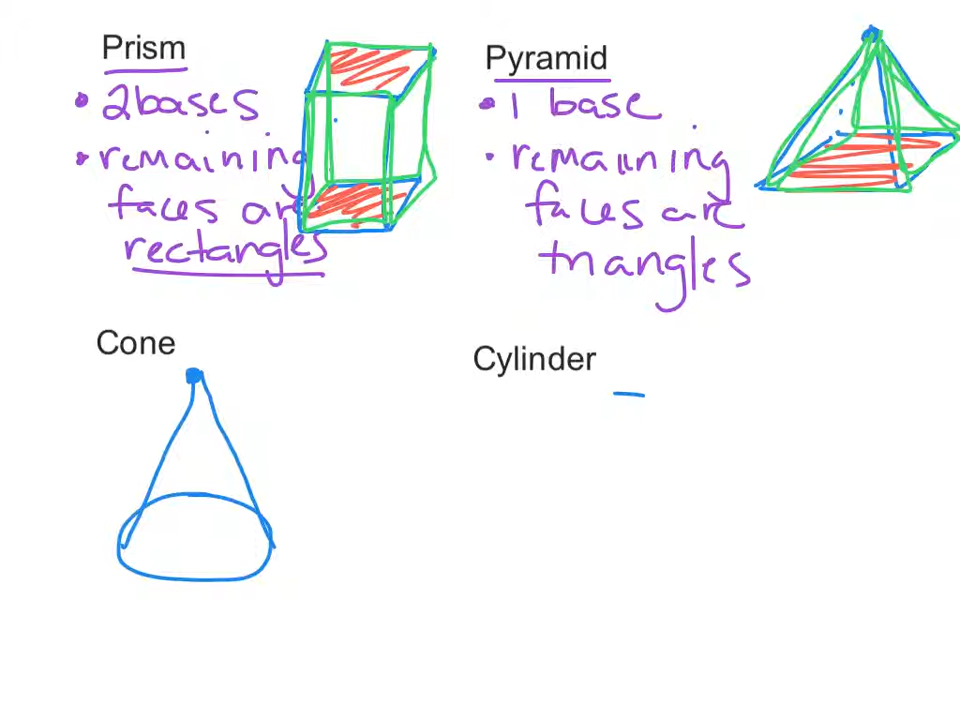 Prism
• 2 bases
• remaining
faces are
rectangles
Pyramid
• 1 base
• remaining
faces are
triangles
Cone
Cylinder